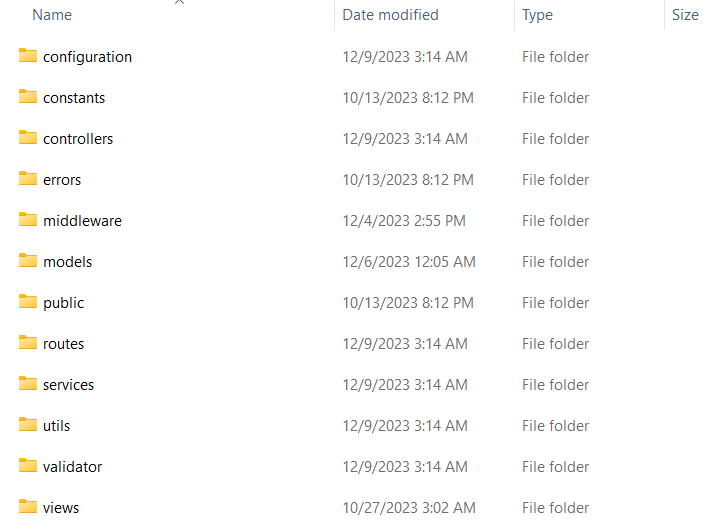 Name Date modified Type Size
configuration 12/9/2023 3:14 AM File folder
constants 10/13/2023 8:12 PM File folder
controllers 12/9/2023 3:14 AM File folder
errors 10/13/2023 8:12 PM File folder
middleware 12/4/2023 2:55 PM File folder
models 12/6/2023 12:05 AM File folder
public 10/13/2023 8:12 PM File folder
routes 12/9/2023 3:14 AM File folder
services 12/9/2023 3:14 AM File folder
utils 12/9/2023 3:14 AM File folder
validator 12/9/2023 3:14 AM File folder
views 10/27/2023 3:02 AM File folder